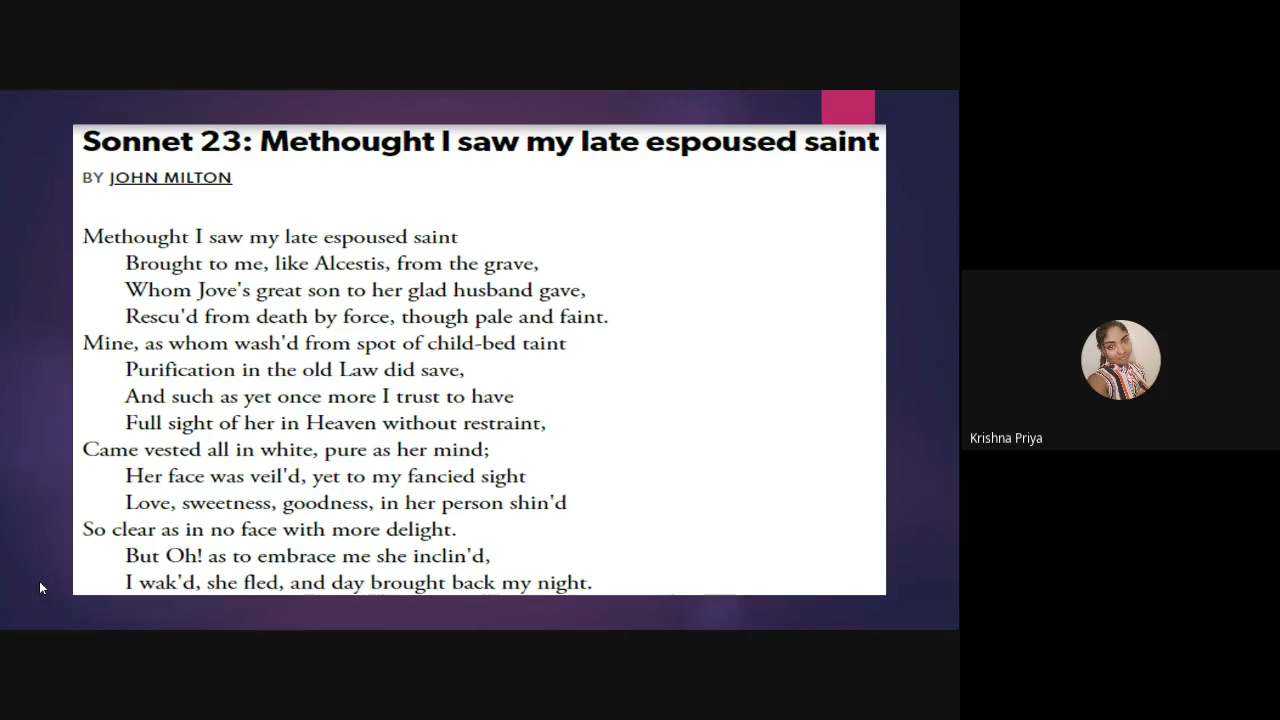 Sonnet 23: Methought I saw my late espoused saint
BY JOHN MILTON
Methought I saw my late espoused saint
Brought to me, like Alcestis, from the grave,
Whom Jove's great son to her glad husband gave,
Rescu'd from death by force, though pale and faint.
Mine, as whom wash'd from spot of child-bed taint
Purification in the old Law did save,
And such as yet once more I trust to have
Full sight of her in Heaven without restraint,
Came vested all in white, pure as her mind;
Her face was veil'd, yet to my fancied sight
Love, sweetness, goodness, in her person shin'd
So clear as in no face with more delight.
But Oh! as to embrace me she inclin'd,
I wak'd, she fled, and day brought back my night.
Krishna Priya